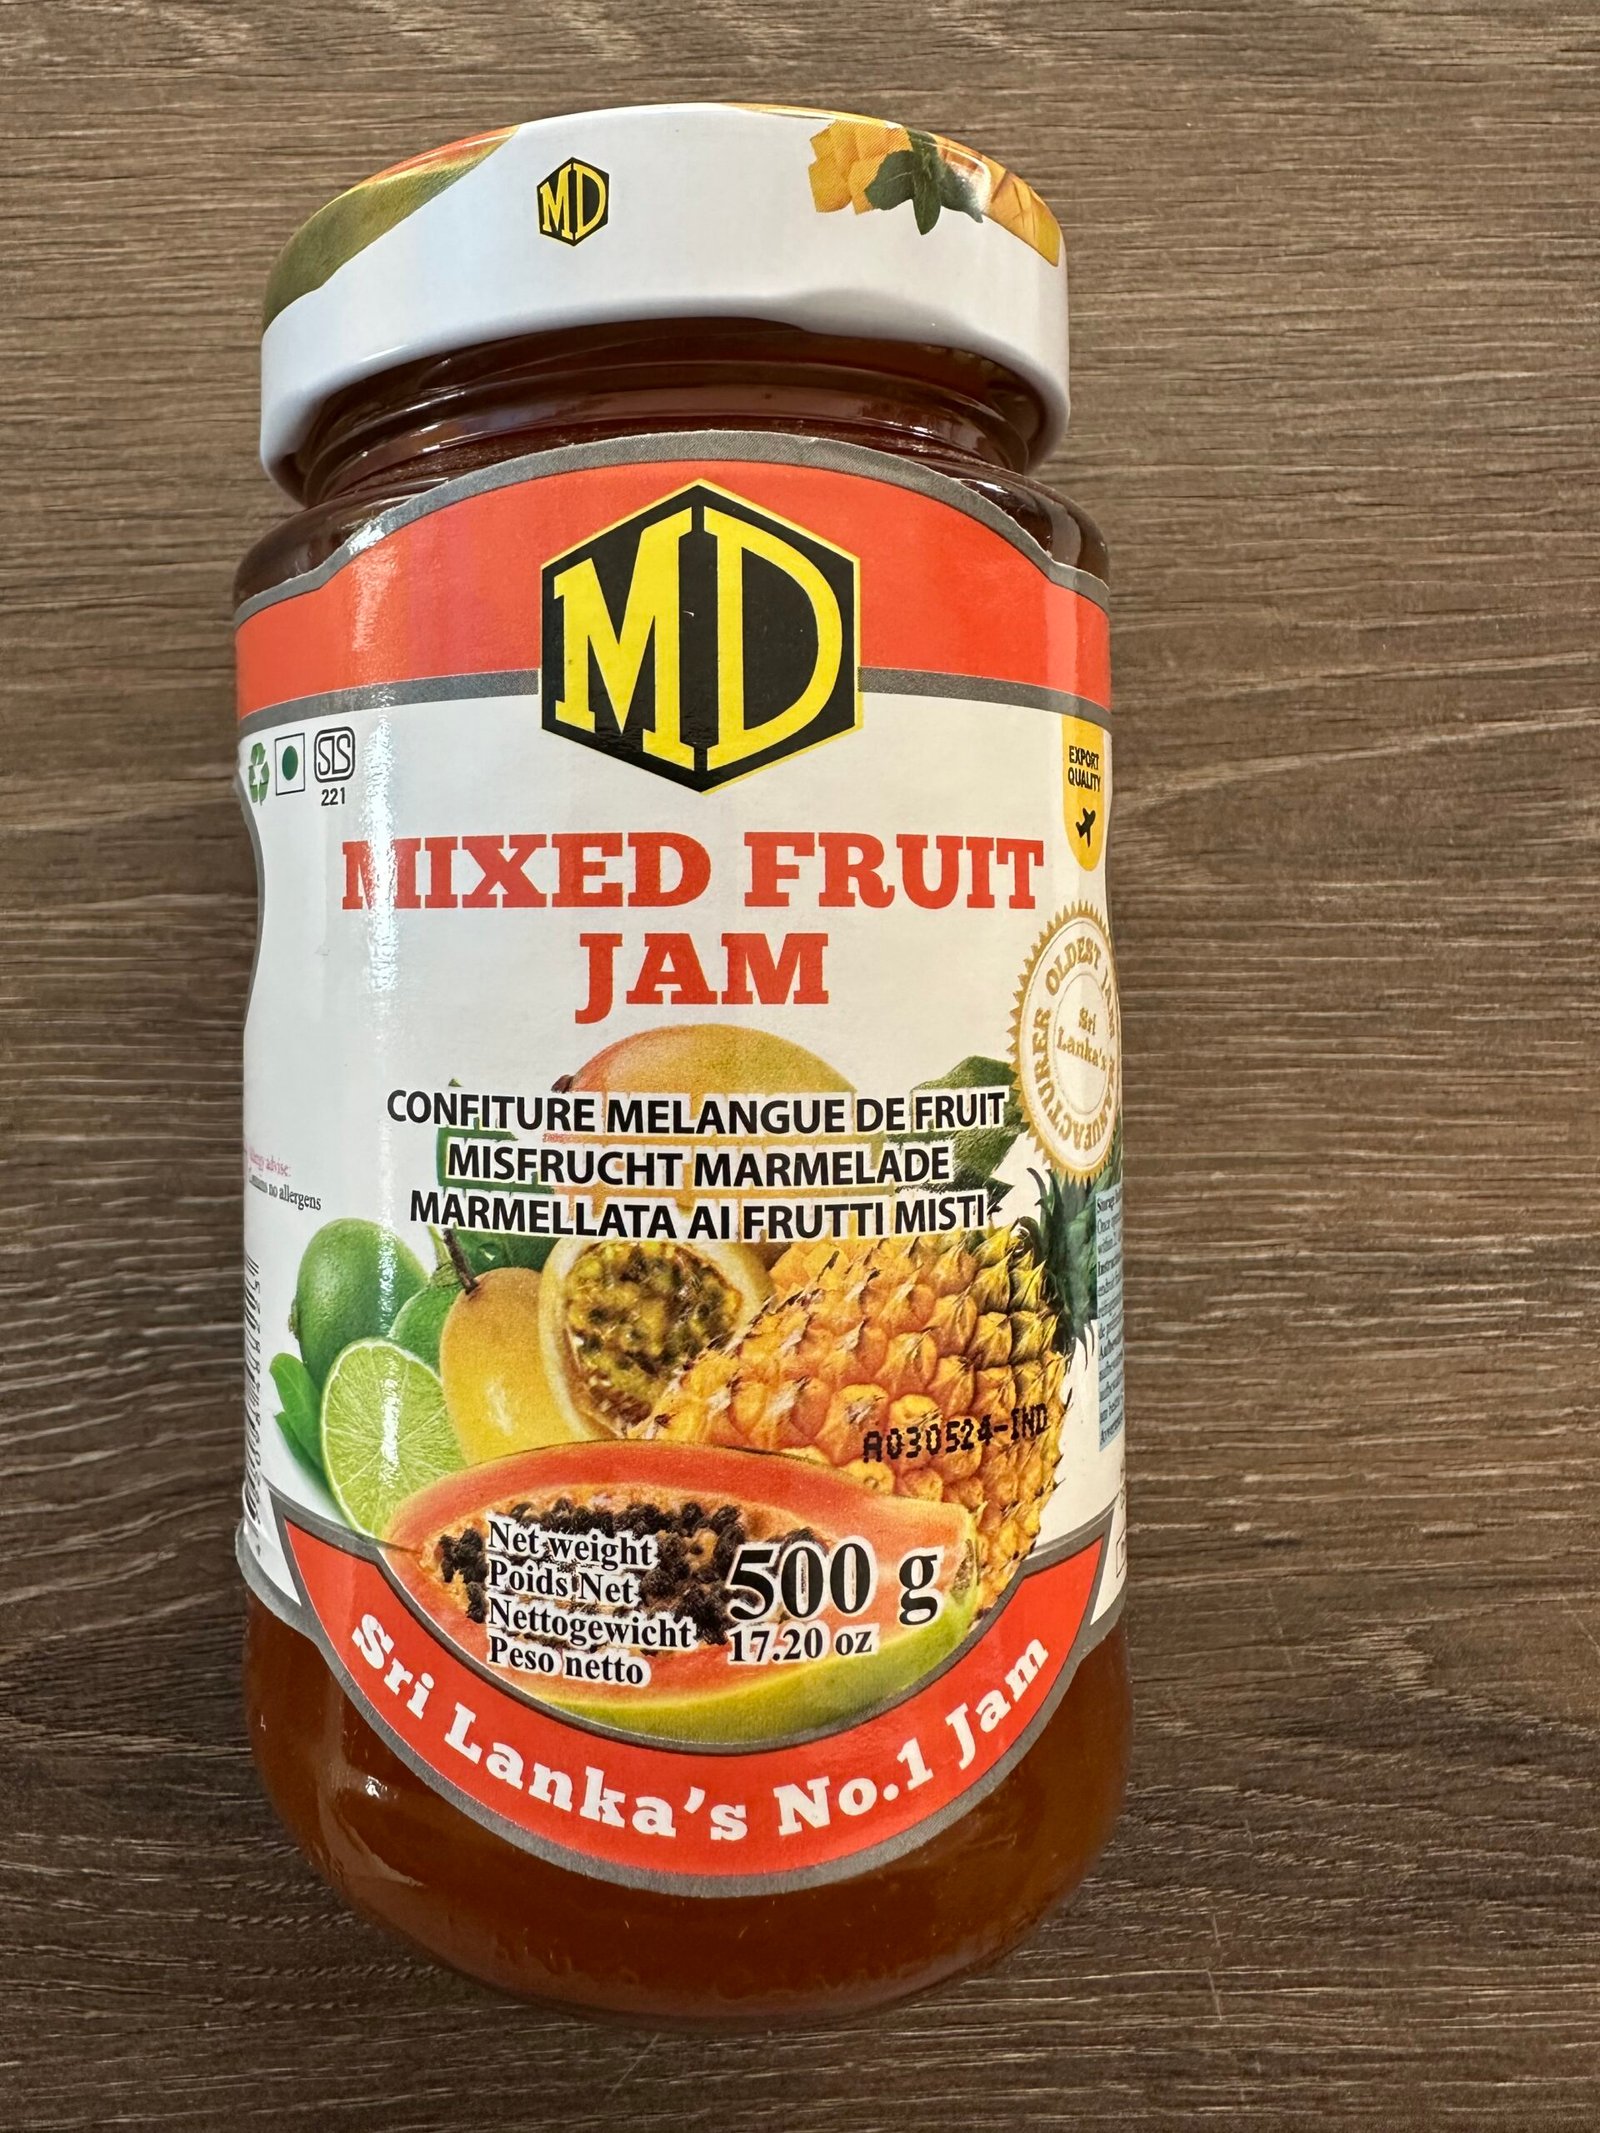 MD
MD
SLS
221
EXPORT
QUALITY
MIXED FRUIT
JAM
OLDEST JAM MANUFACTURER
Sri
Lanka's
CONFITURE MELANGUE DE FRUIT
MISFRUCHT MARMELADE
MARMELLATA AI FRUTTI MISTI
advise:
no allergens
A030524-IND
Net weight
Poids Net
Nettogewicht
Peso netto
500 g
17.20 oz
Sri Lanka's No.1 Jam